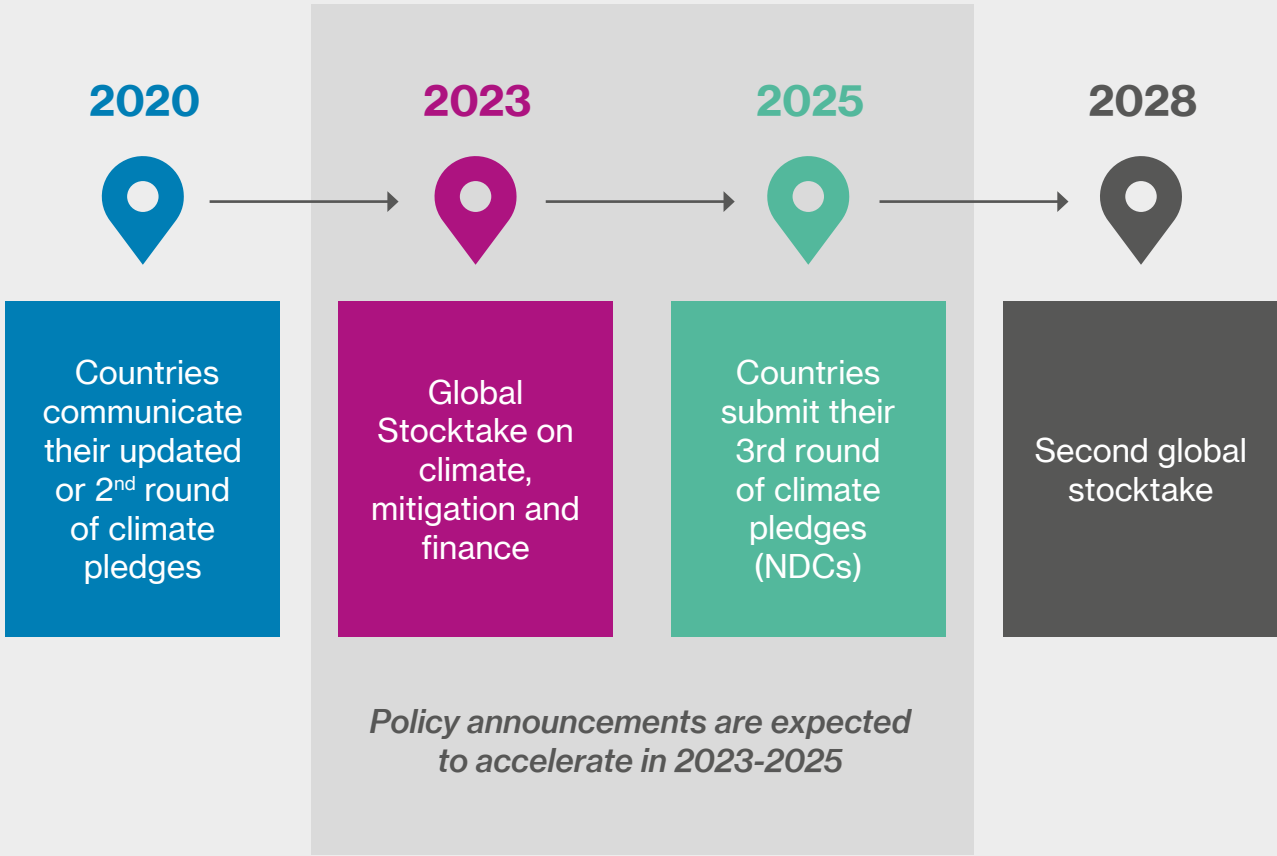 2020
Countries
communicate
their updated
or 2nd round
of climate
pledges
2023
Global
Stocktake on
climate,
mitigation and
finance
2025
Countries
submit their
3rd round
of climate
pledges
(NDCs)
2028
Second global
stocktake
Policy announcements are expected
to accelerate in 2023-2025